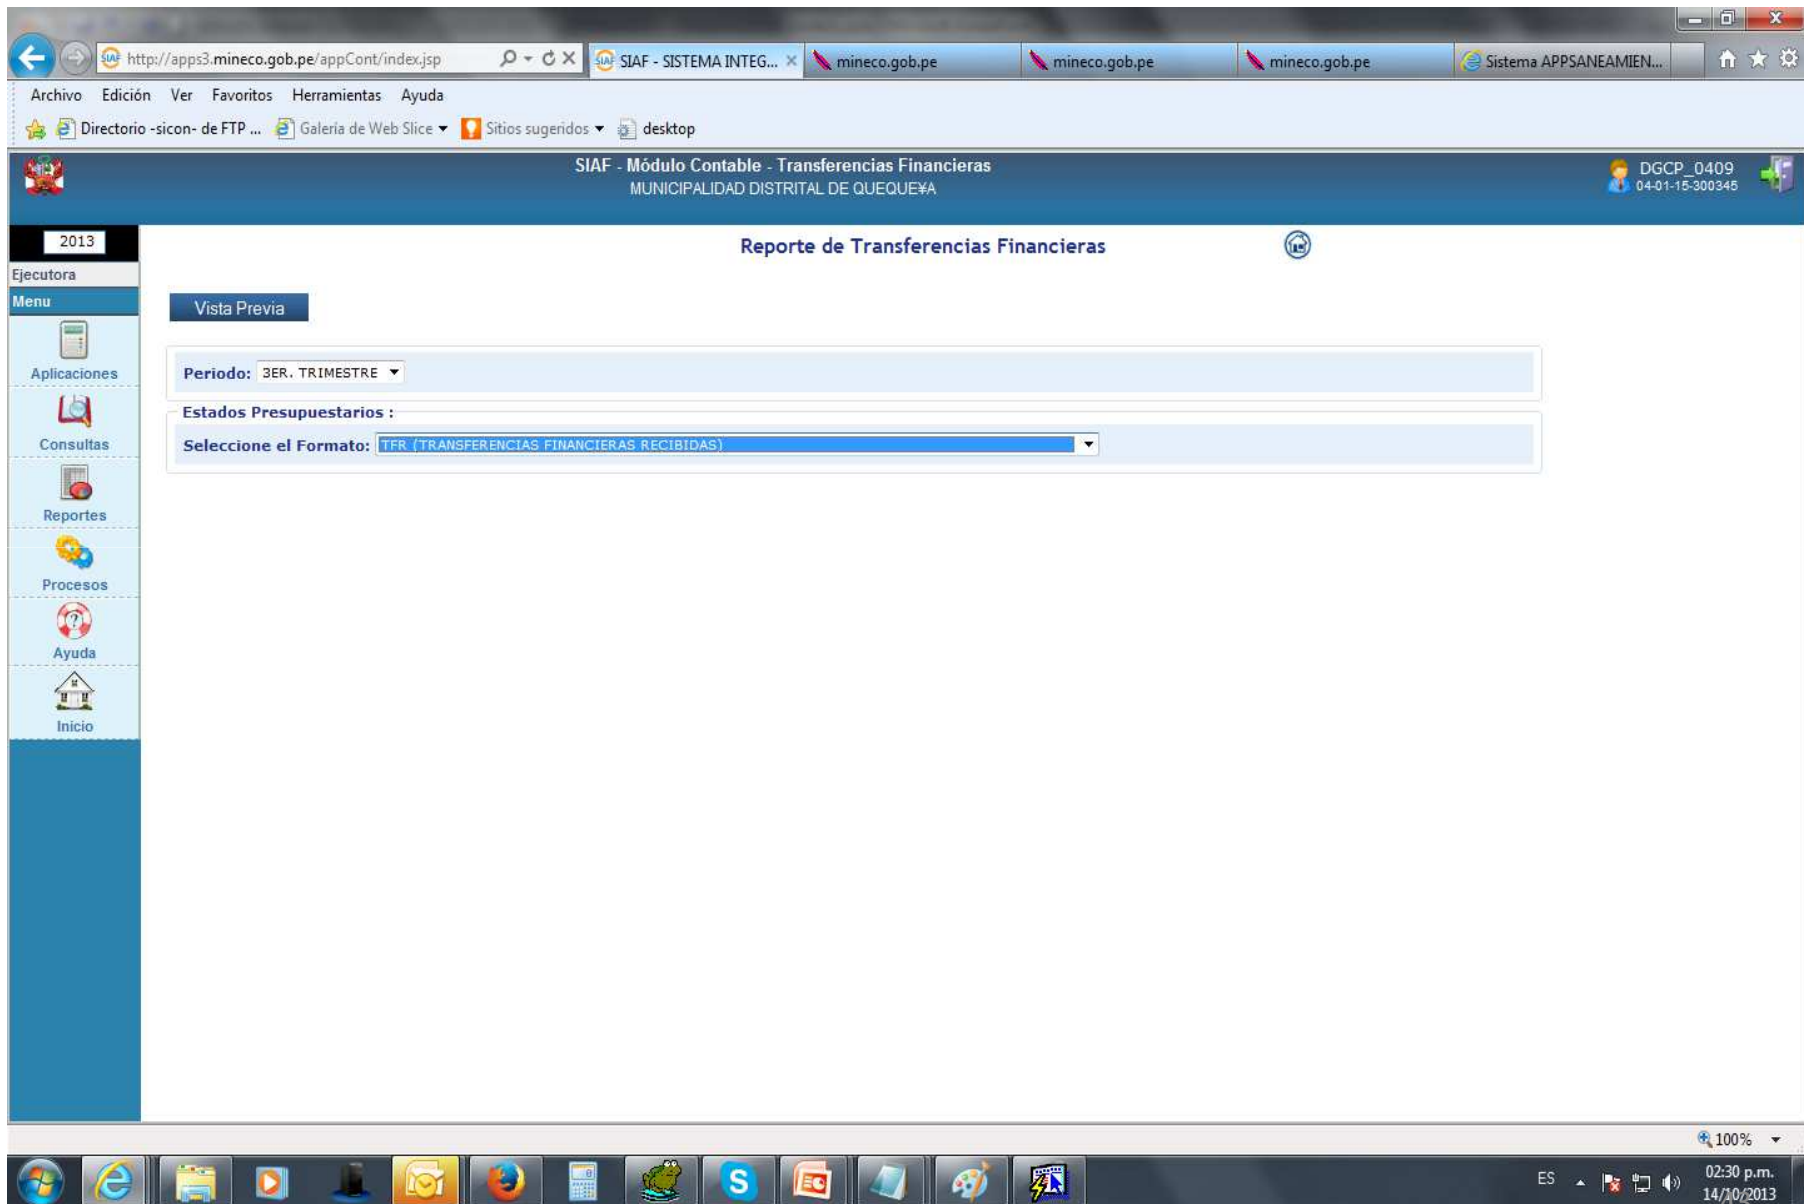 http://apps3.mineco.gob.pe/appCont/index.jsp
SIAF - SISTEMA INTEG...
mineco.gob.pe
mineco.gob.pe
mineco.gob.pe
Sistema APPSANEAMIEN...
Archivo Edición Ver Favoritos Herramientas Ayuda
Directorio -sicon- de FTP ... Galería de Web Slice Sitios sugeridos desktop
SIAF - Módulo Contable - Transferencias Financieras
MUNICIPALIDAD DISTRITAL DE QUEQUE¥A
DGCP_0409
04-01-15-300345
2013
Reporte de Transferencias Financieras
Ejecutora
Menu
Vista Previa
Aplicaciones
Periodo: 3ER. TRIMESTRE
Estados Presupuestarios :
Seleccione el Formato: TFR (TRANSFERENCIAS FINANCIERAS RECIBIDAS)
Consultas
Reportes
Procesos
Ayuda
Inicio
100%
ES
02:30 p.m.
14/10/2013